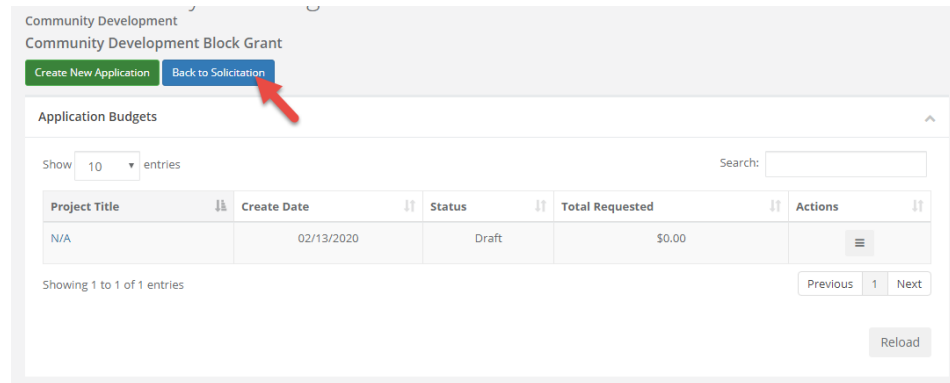 Community Development
Community Development Block Grant
Create New Application Back to Solicitation
Application Budgets
Show 10 entries Search:
Project Title Create Date Status Total Requested Actions
N/A 02/13/2020 Draft $0.00
Showing 1 to 1 of 1 entries Previous 1 Next
Reload